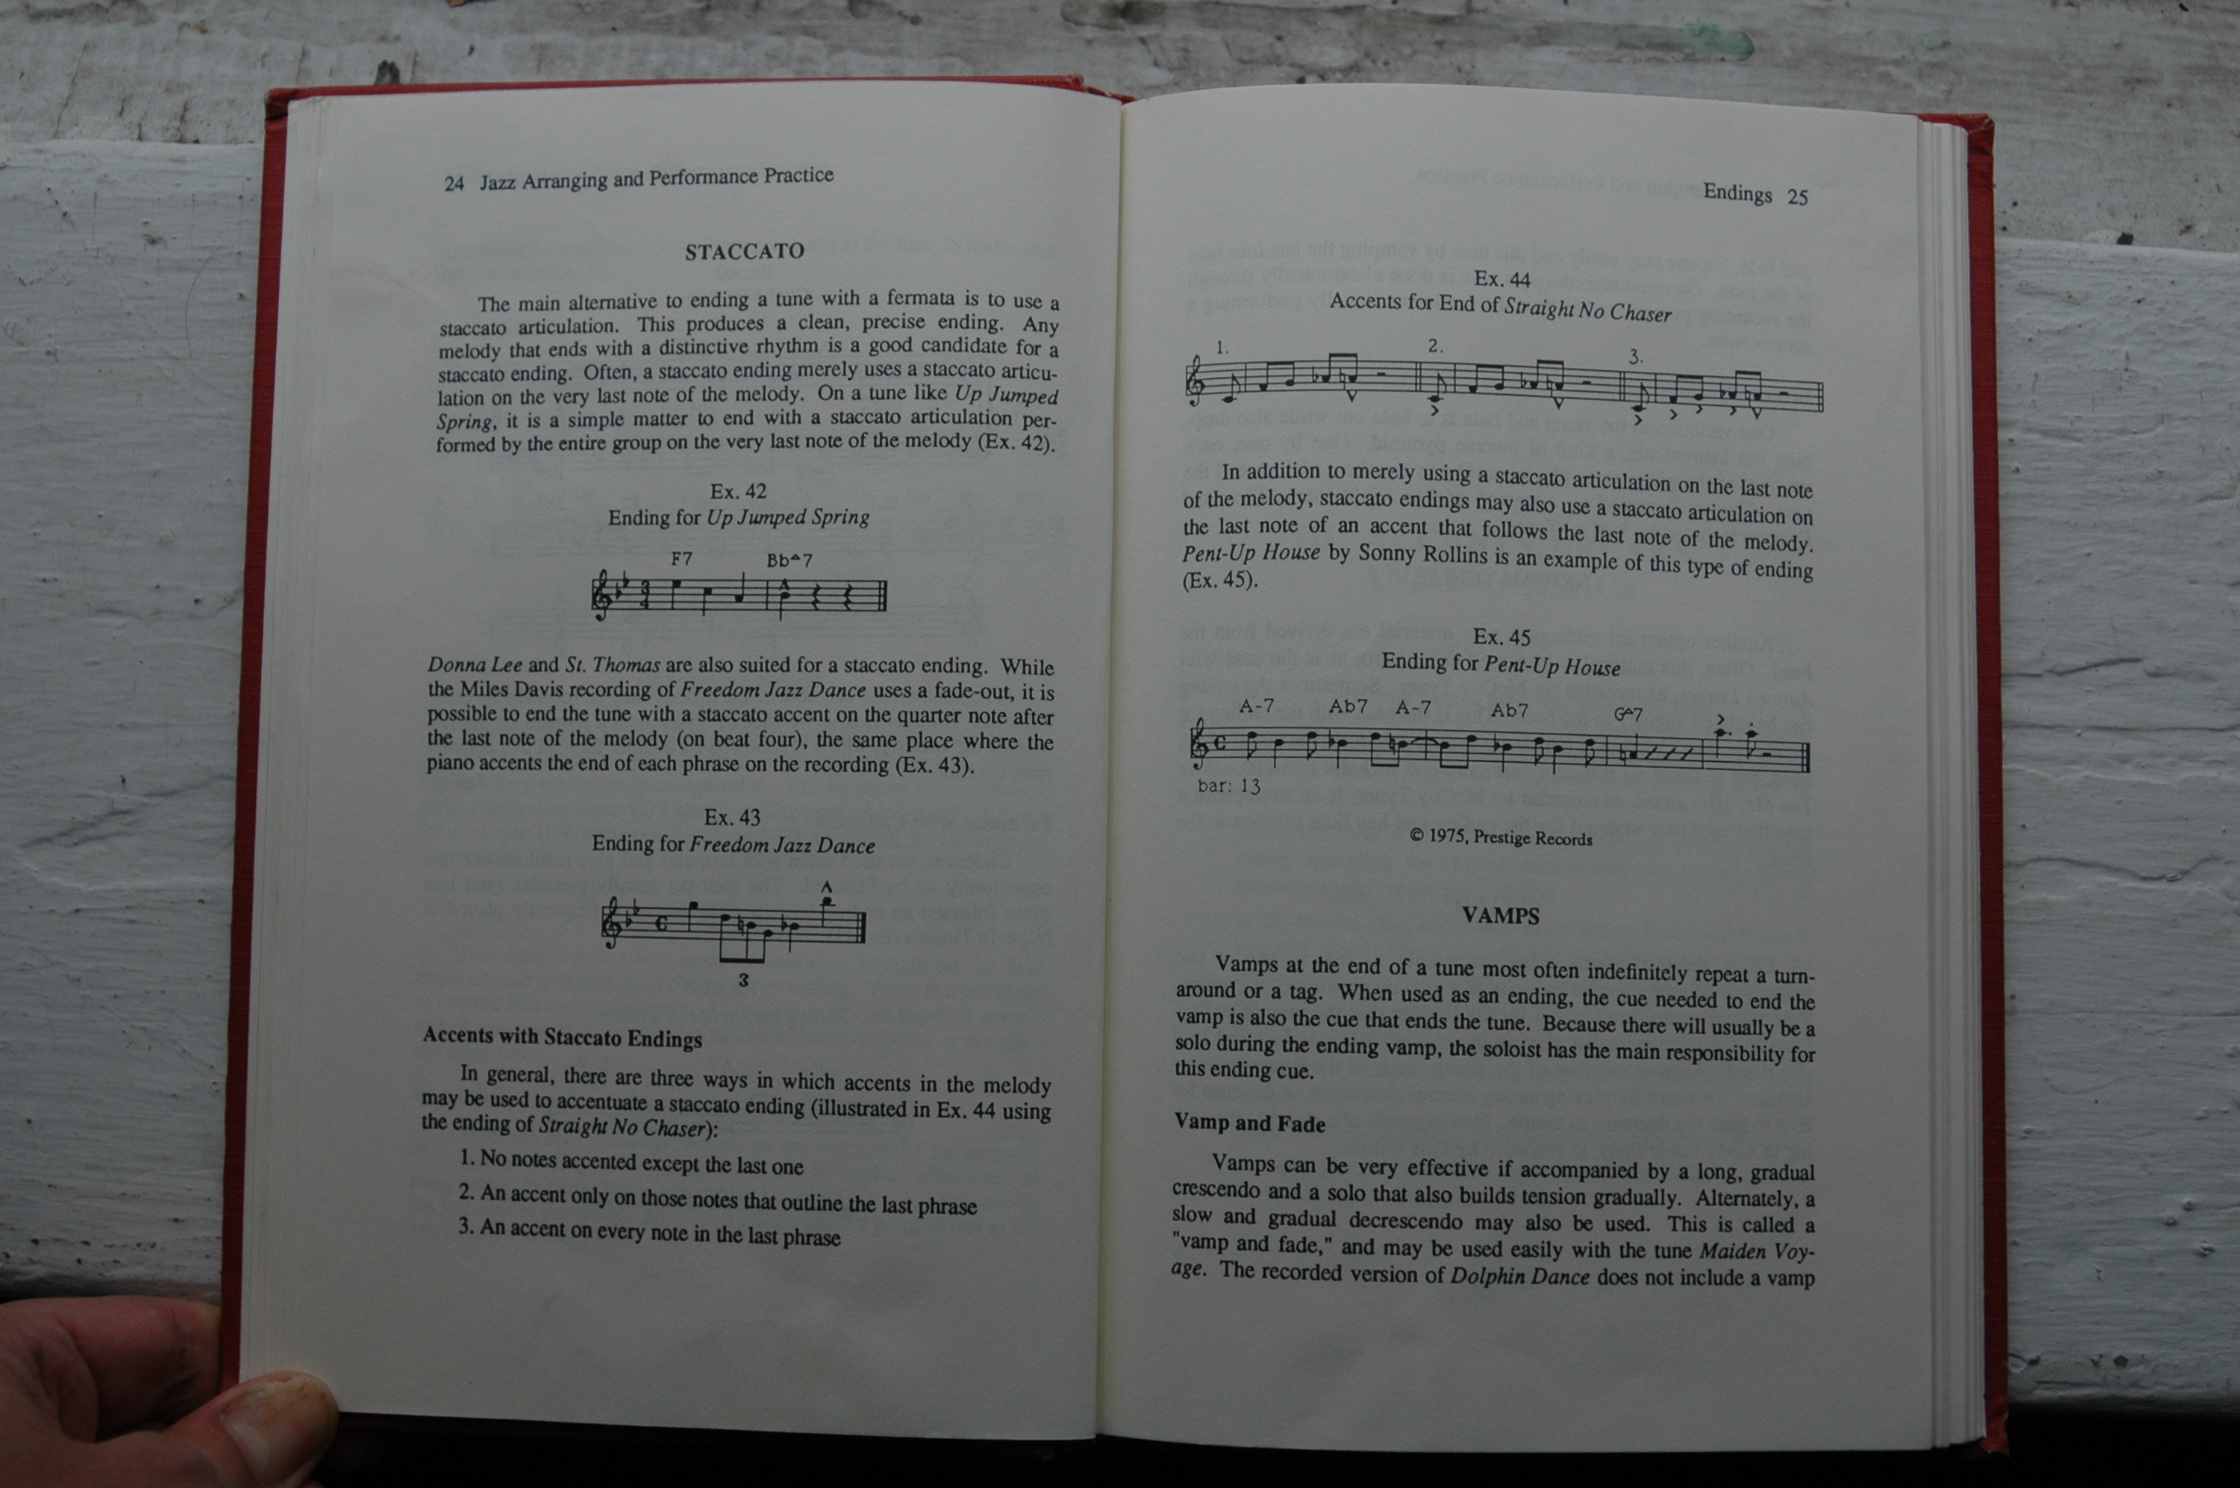 24 Jazz Arranging and Performance Practice
STACCATO
The main alternative to ending a tune with a fermata is to use a
staccato articulation. This produces a clean, precise ending. Any
melody that ends with a distinctive rhythm is a good candidate for a
staccato ending. Often, a staccato ending merely uses a staccato articu-
lation on the very last note of the melody. On a tune like Up Jumped
Spring, it is a simple matter to end with a staccato articulation per-
formed by the entire group on the very last note of the melody (Ex. 42).
Ex. 42
Ending for Up Jumped Spring
F7 Bb▵7
3
4
Donna Lee and St. Thomas are also suited for a staccato ending. While
the Miles Davis recording of Freedom Jazz Dance uses a fade-out, it is
possible to end the tune with a staccato accent on the quarter note after
the last note of the melody (on beat four), the same place where the
piano accents the end of each phrase on the recording (Ex. 43).
Ex. 43
Ending for Freedom Jazz Dance
3
Accents with Staccato Endings
In general, there are three ways in which accents in the melody
may be used to accentuate a staccato ending (illustrated in Ex. 44 using
the ending of Straight No Chaser):
1. No notes accented except the last one
2. An accent only on those notes that outline the last phrase
3. An accent on every note in the last phrase
Endings 25
Ex. 44
Accents for End of Straight No Chaser
1. 2. 3.
In addition to merely using a staccato articulation on the last note
of the melody, staccato endings may also use a staccato articulation on
the last note of an accent that follows the last note of the melody.
Pent-Up House by Sonny Rollins is an example of this type of ending
(Ex. 45).
Ex. 45
Ending for Pent-Up House
A-7 Ab7 A-7 Ab7 G▵7
bar: 13
© 1975, Prestige Records
VAMPS
Vamps at the end of a tune most often indefinitely repeat a turn-
around or a tag. When used as an ending, the cue needed to end the
vamp is also the cue that ends the tune. Because there will usually be a
solo during the ending vamp, the soloist has the main responsibility for
this ending cue.
Vamp and Fade
Vamps can be very effective if accompanied by a long, gradual
crescendo and a solo that also builds tension gradually. Alternately, a
slow and gradual decrescendo may also be used. This is called a
"vamp and fade," and may be used easily with the tune Maiden Voy-
age. The recorded version of Dolphin Dance does not include a vamp